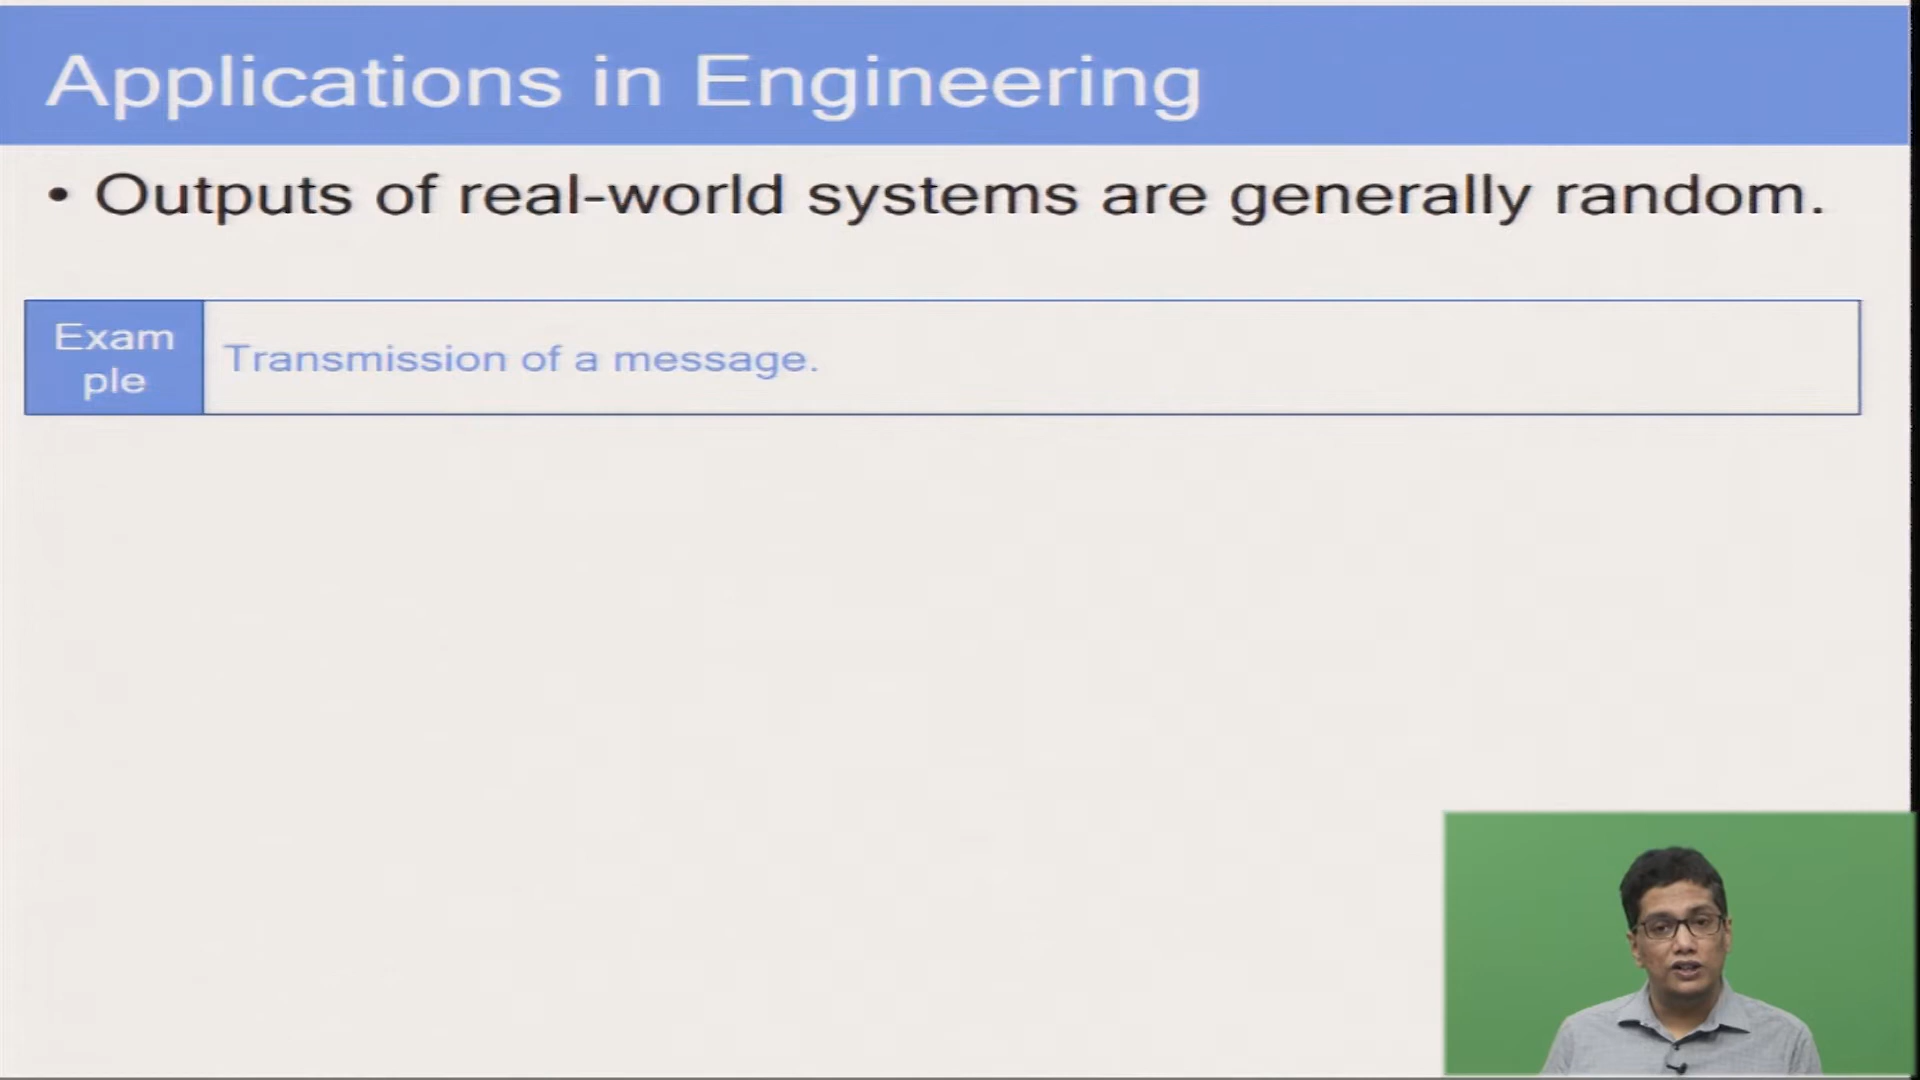 Applications in Engineering
• Outputs of real-world systems are generally random.
Exam
ple
Transmission of a message.